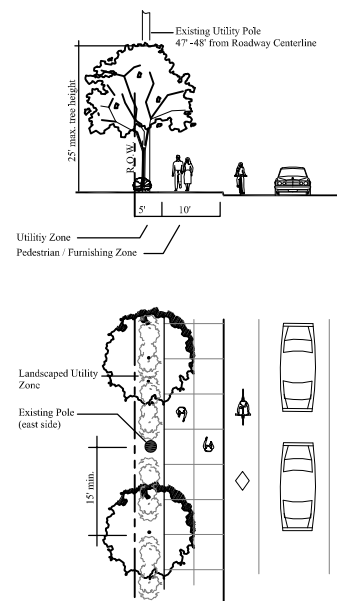 Existing Utility Pole
47'-48' from Roadway Centerline
25' max. tree height
R.O.W
5'
10'
Utilitiy Zone
Pedestrian / Furnishing Zone
Landscaped Utility
Zone
Existing Pole
(east side)
15' min.